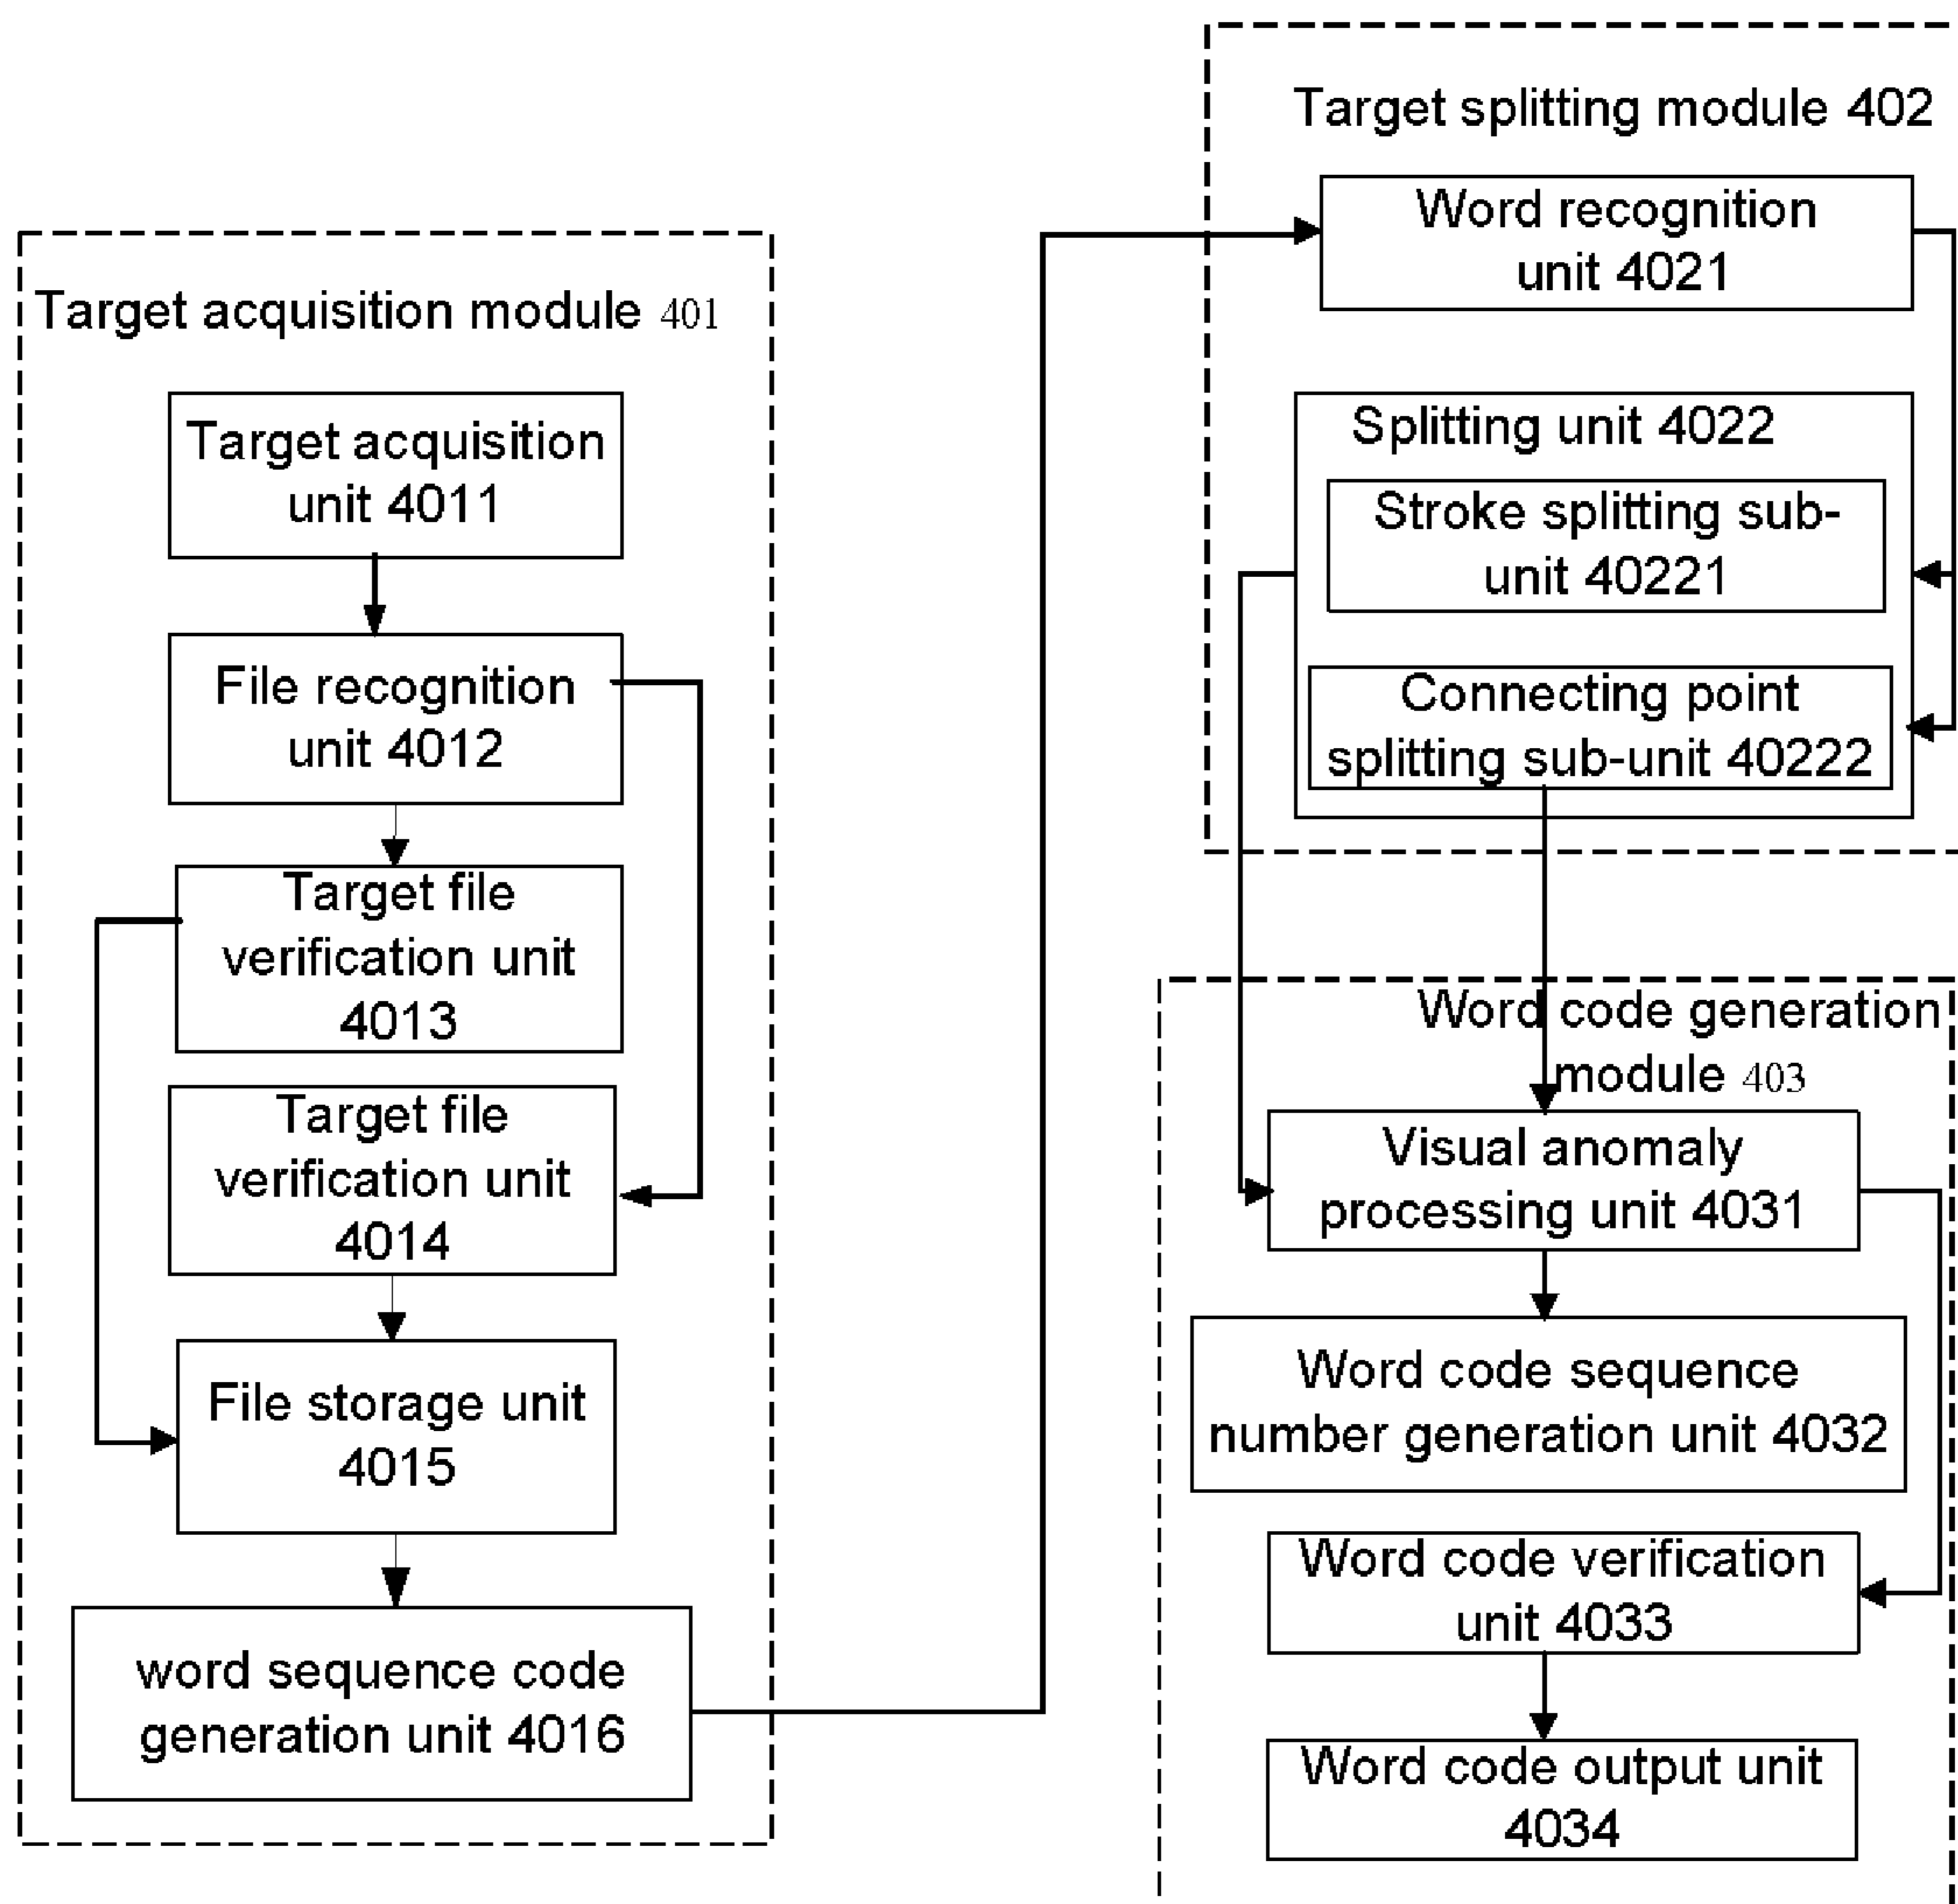 Target acquisition module 401
Target acquisition
unit 4011
File recognition
unit 4012
Target file
verification unit
4013
Target file
verification unit
4014
File storage unit
4015
word sequence code
generation unit 4016
Target splitting module 402
Word recognition
unit 4021
Splitting unit 4022
Stroke splitting sub-
unit 40221
Connecting point
splitting sub-unit 40222
Word code generation
module 403
Visual anomaly
processing unit 4031
Word code sequence
number generation unit 4032
Word code verification
unit 4033
Word code output unit
4034